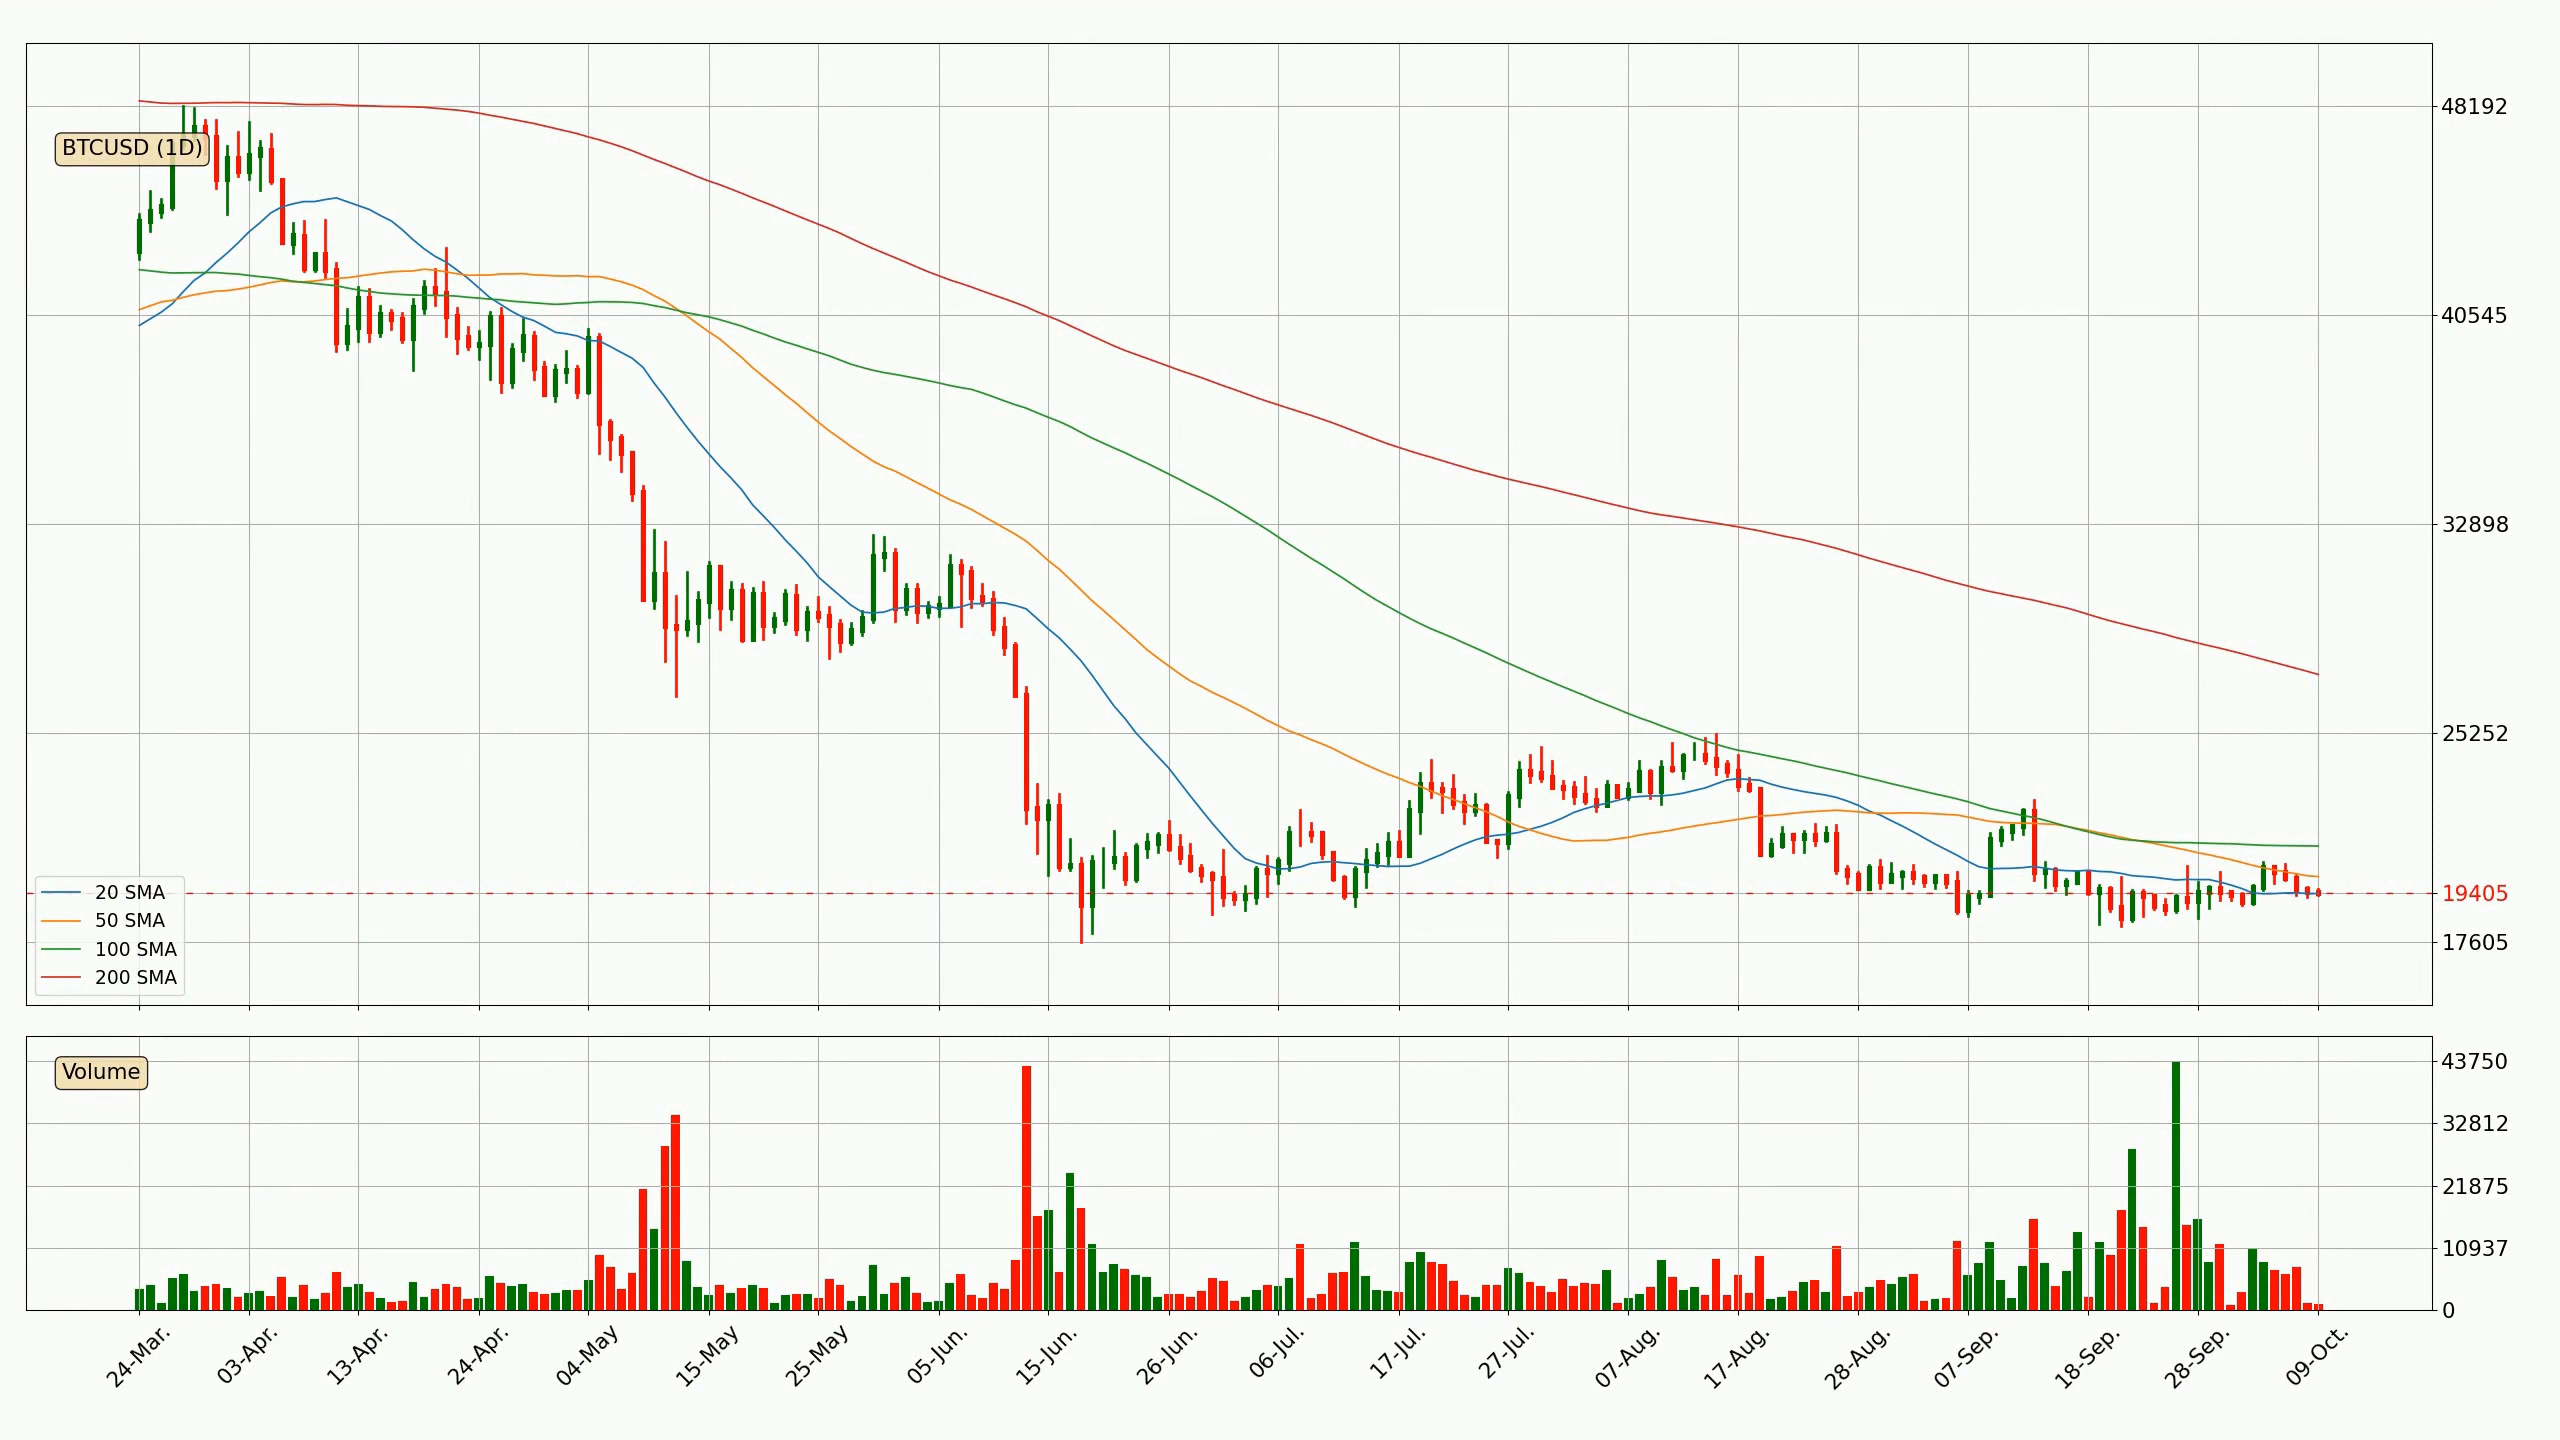 BTCUSD (1D)
48192
40545
32898
25252
19405
17605
20 SMA
50 SMA
100 SMA
200 SMA
Volume
43750
32812
21875
10937
0
24-Mar.
03-Apr.
13-Apr.
24-Apr.
04-May
15-May
25-May
05-Jun.
15-Jun.
26-Jun.
06-Jul.
17-Jul.
27-Jul.
07-Aug.
17-Aug.
28-Aug.
07-Sep.
18-Sep.
28-Sep.
09-Oct.